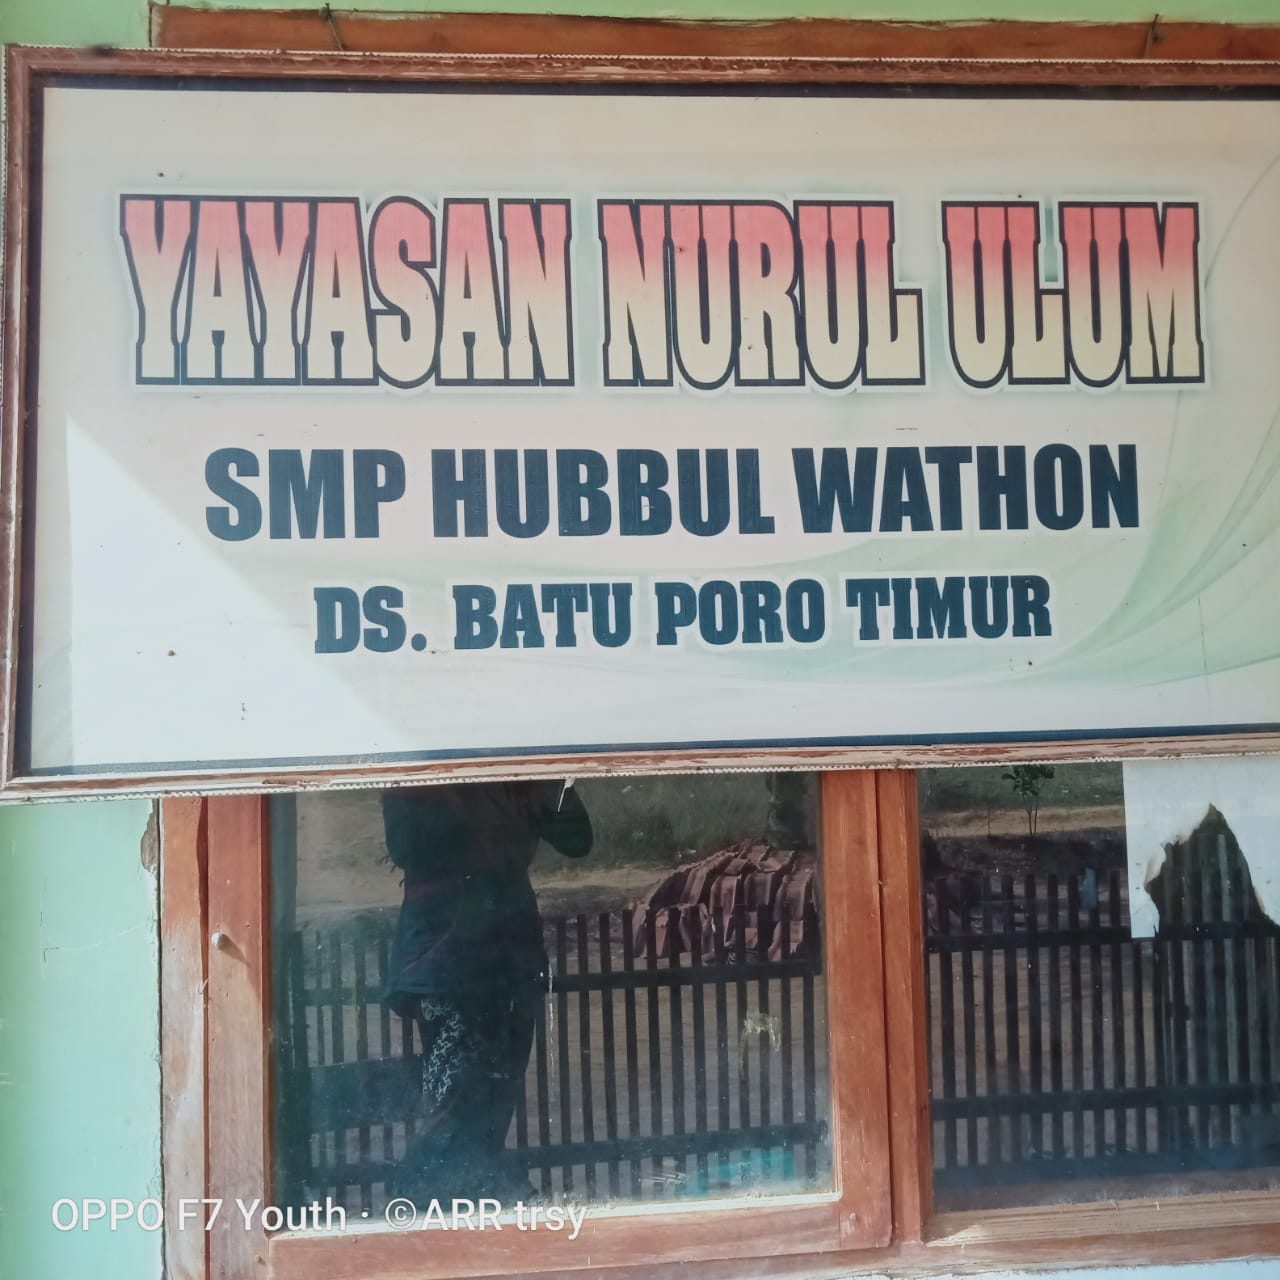 YAYASAN NURUL ULUM
SMP HUBBUL WATHON
DS. BATU PORO TIMUR
OPPO F7 Youth · ©ARR trsy